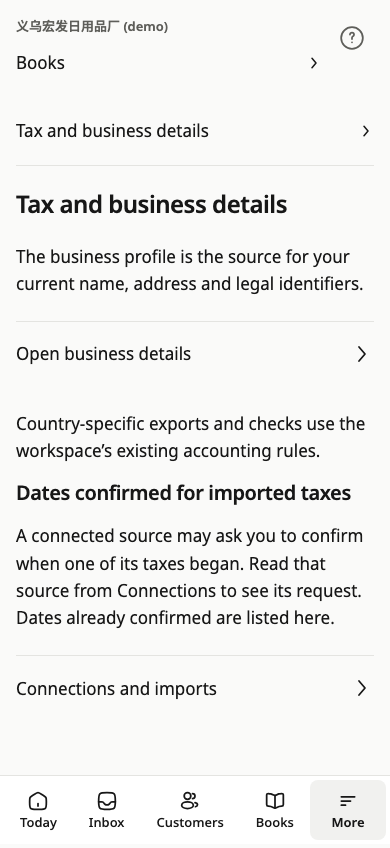 义乌宏发日用品厂 (demo)
Books
Tax and business details
Tax and business details
The business profile is the source for your
current name, address and legal identifiers.
Open business details
Country-specific exports and checks use the
workspace’s existing accounting rules.
Dates confirmed for imported taxes
A connected source may ask you to confirm
when one of its taxes began. Read that
source from Connections to see its request.
Dates already confirmed are listed here.
Connections and imports
Today
Inbox
Customers
Books
More